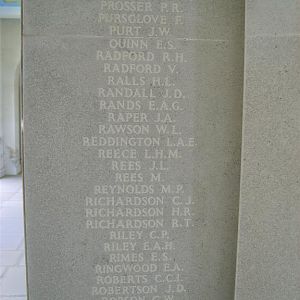 PROSSER P.R.
PURSGLOVE F.
PURT J.W.
QUINN E.S.
RADFORD R.H.
RADFORD V.
RALLS H.L.
RANDALL J.D.
RANDS E.A.G.
RAPER J.A.
RAWSON W.L.
REDDINGTON L.A.E.
REECE L.H.M.
REES J.L.
REES M.
REYNOLDS M.P.
RICHARDSON C.J.
RICHARDSON H.R.
RICHARDSON R.T.
RILEY C.P.
RILEY E.A.H.
RIMES E.S.
RINGWOOD E.A.
ROBERTS C.C.L.
ROBERTSON J.D.